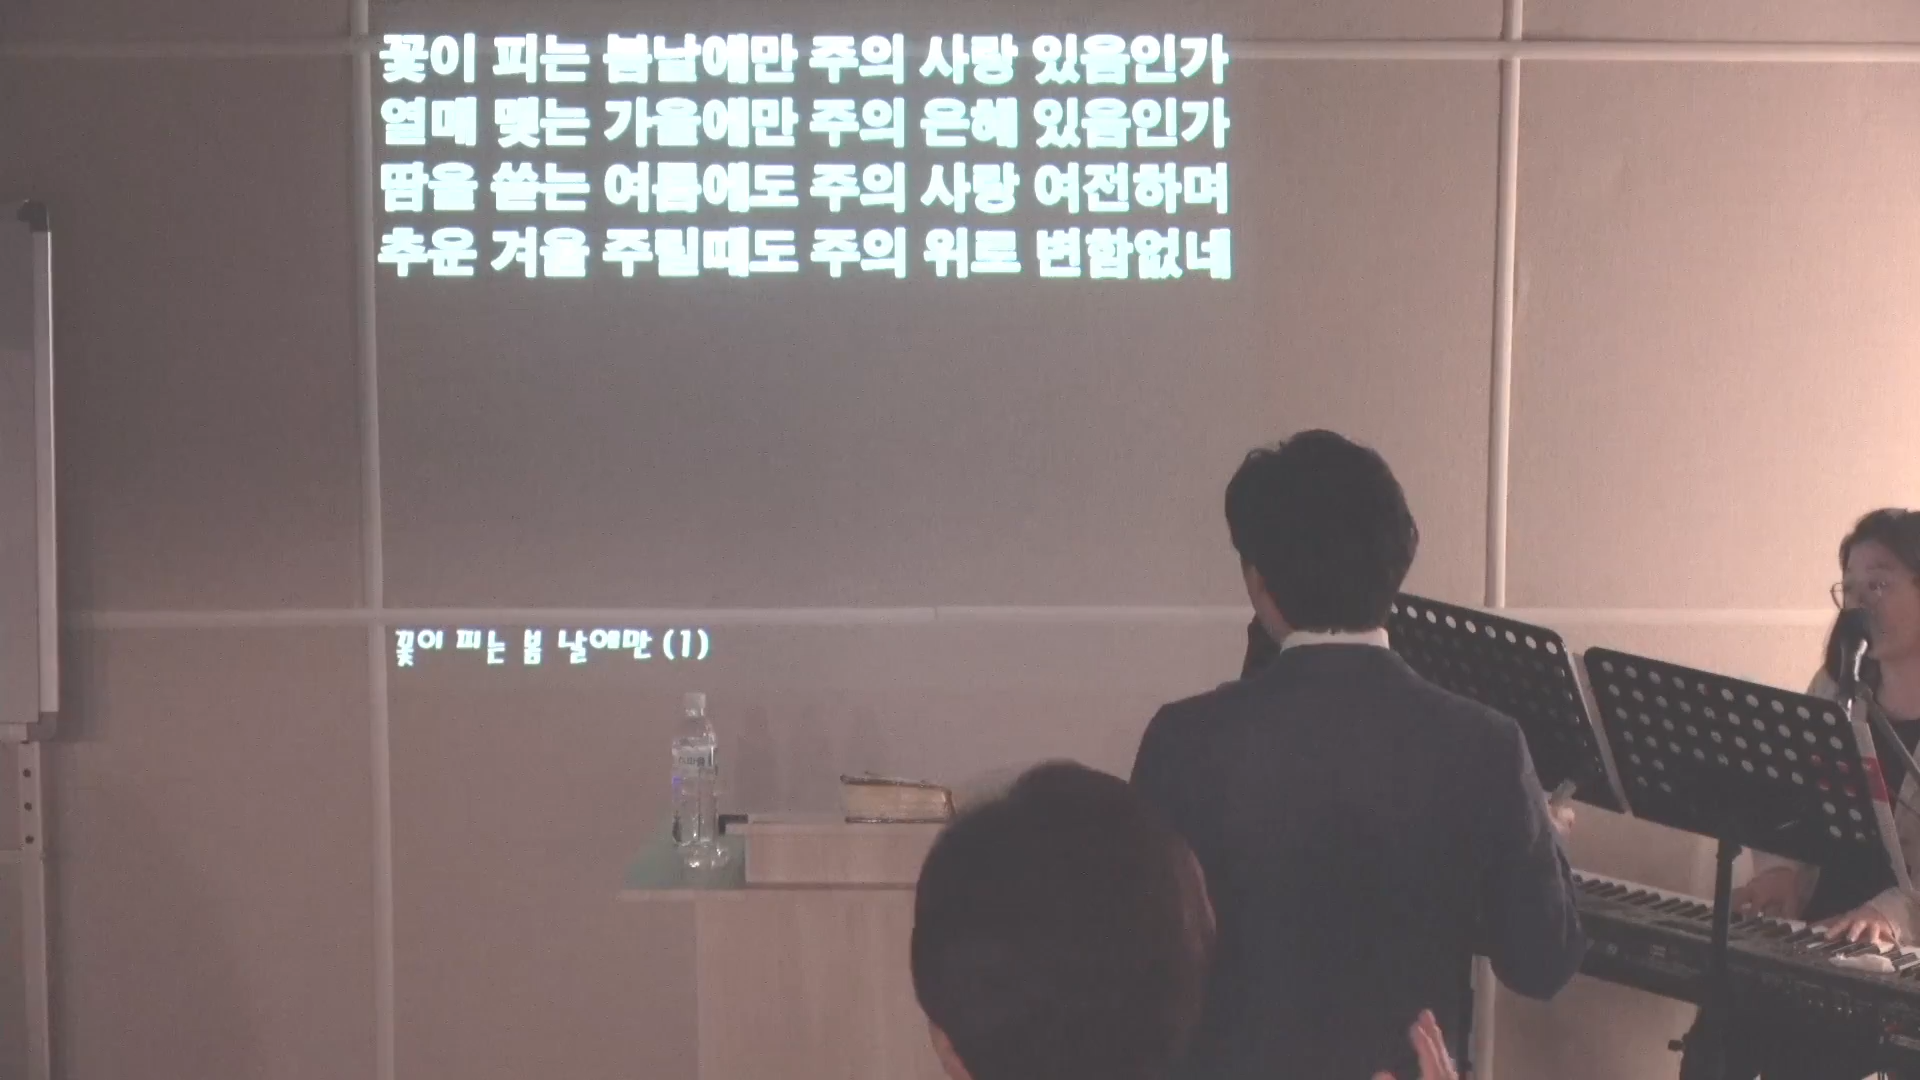 꽃이 피는 봄날에만 주의 사랑 있음인가
열매 맺는 가을에만 주의 은혜 있음인가
땀을 쏟는 여름에도 주의 사랑 여전하며
추운 겨울 주릴때도 주의 위로 변함없네
꽃이 피는 봄 날에만 (1)